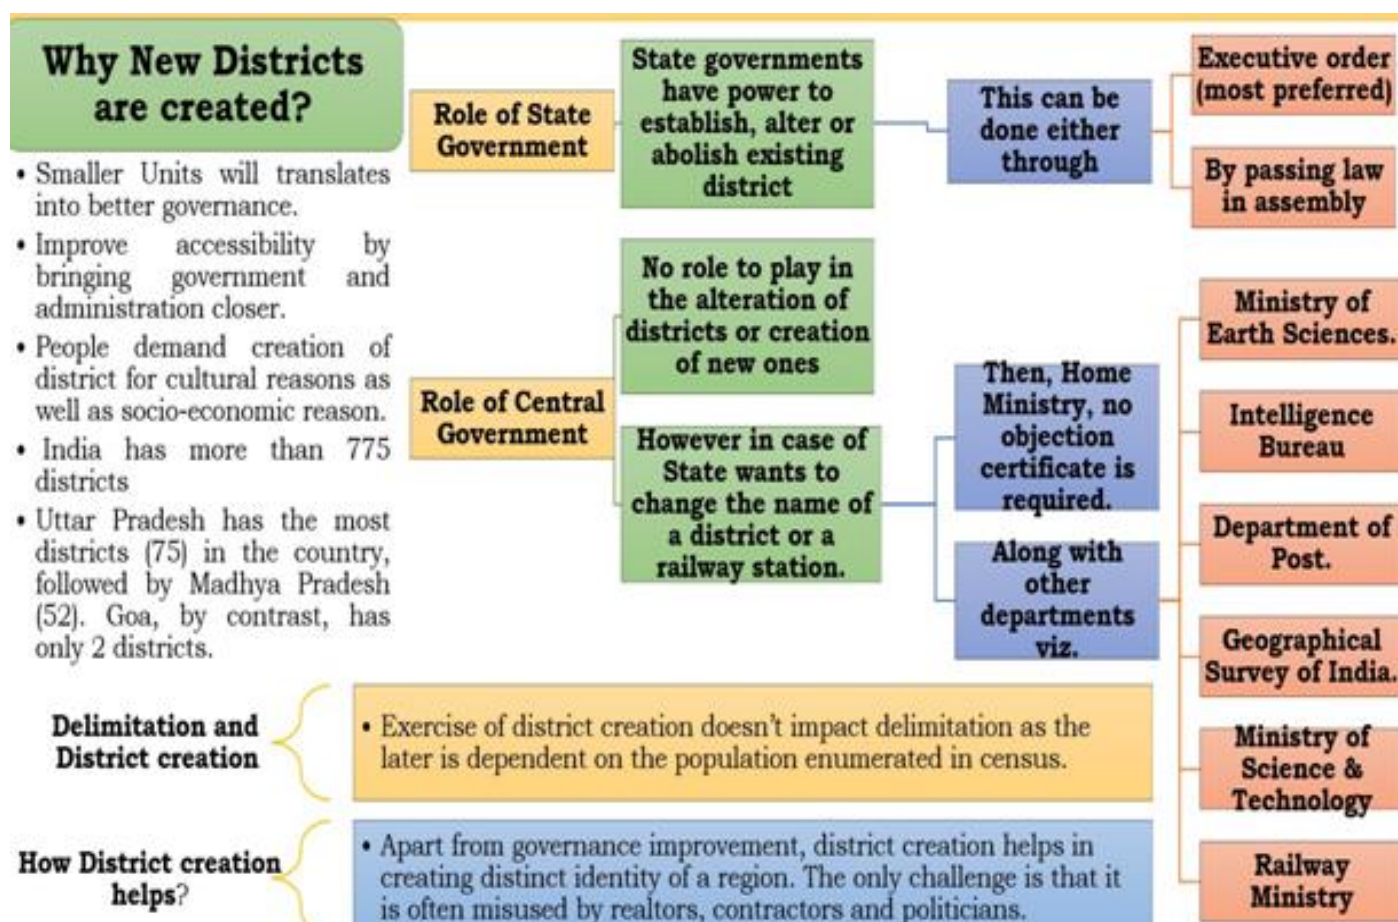 Why New Districts
are created?
• Smaller Units will translates
into better governance.
• Improve accessibility by
bringing government and
administration closer.
• People demand creation of
district for cultural reasons as
well as socio-economic reason.
• India has more than 775
districts
• Uttar Pradesh has the most
districts (75) in the country,
followed by Madhya Pradesh
(52). Goa, by contrast, has
only 2 districts.
Role of State
Government
State governments
have power to
establish, alter or
abolish existing
district
This can be
done either
through
Executive order
(most preferred)
By passing law
in assembly
Role of Central
Government
No role to play in
the alteration of
districts or creation
of new ones
However in case of
State wants to
change the name of
a district or a
railway station.
Then, Home
Ministry, no
objection
certificate is
required.
Along with
other
departments
viz.
Ministry of
Earth Sciences.
Intelligence
Bureau
Department of
Post.
Geographical
Survey of India.
Ministry of
Science &
Technology
Railway
Ministry
Delimitation and
District creation
• Exercise of district creation doesn't impact delimitation as the
later is dependent on the population enumerated in census.
How District creation
helps?
• Apart from governance improvement, district creation helps in
creating distinct identity of a region. The only challenge is that it
is often misused by realtors, contractors and politicians.